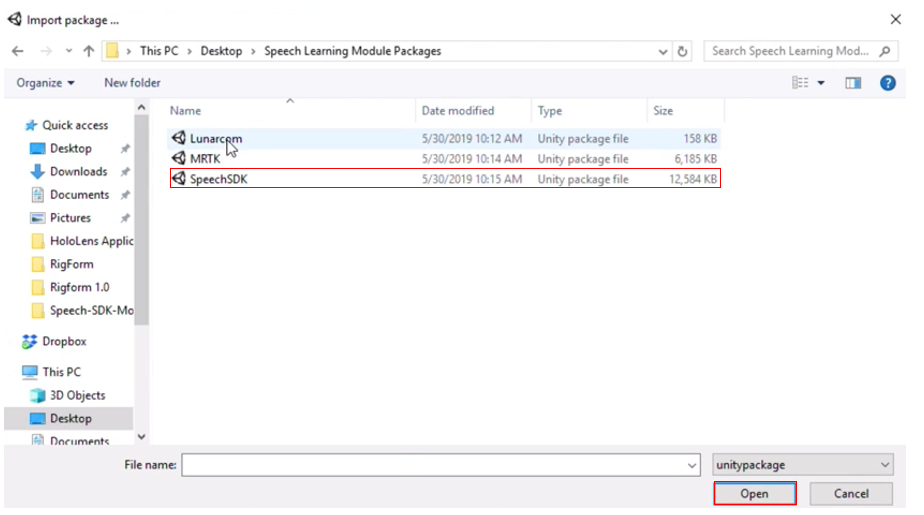 Import package ...
This PC > Desktop > Speech Learning Module Packages
Search Speech Learning Mod...
Organize
New folder
?
Name
Date modified
Type
Size
Quick access
Desktop
Downloads
Documents
Pictures
HoloLens Applic
RigForm
Rigform 1.0
Speech-SDK-Mo
Dropbox
This PC
3D Objects
Desktop
Documents
Lunarcom 5/30/2019 10:12 AM Unity package file 158 KB
MRTK 5/30/2019 10:14 AM Unity package file 6,185 KB
SpeechSDK 5/30/2019 10:15 AM Unity package file 12,584 KB
File name:
unitypackage
Open
Cancel